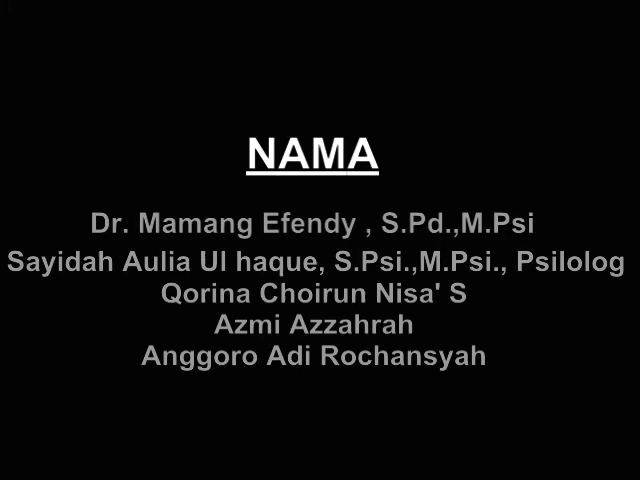 NAMA
Dr. Mamang Efendy , S.Pd.,M.Psi
Sayidah Aulia Ul haque, S.Psi.,M.Psi., Psilolog
Qorina Choirun Nisa' S
Azmi Azzahrah
Anggoro Adi Rochansyah